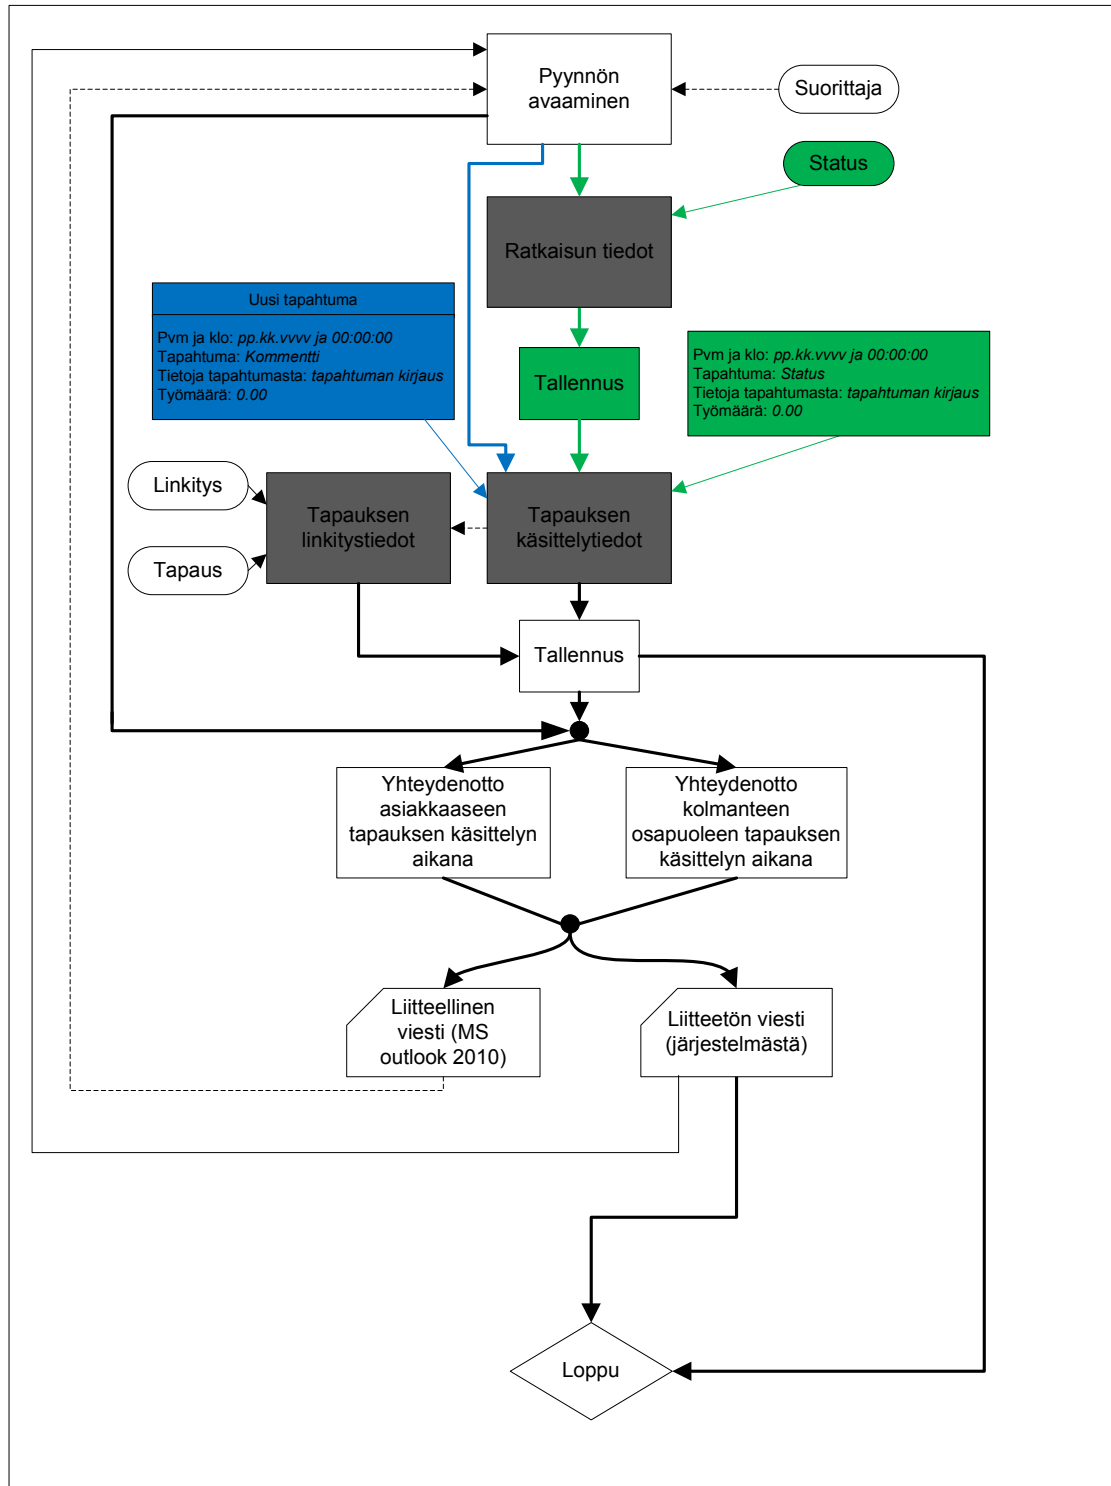 Pyynnön
avaaminen
Suorittaja
Status
Ratkaisun tiedot
Uusi tapahtuma
Pvm ja klo: pp.kk.vvvv ja 00:00:00
Tapahtuma: Kommentti
Tietoja tapahtumasta: tapahtuman kirjaus
Työmäärä: 0.00
Tallennus
Pvm ja klo: pp.kk.vvvv ja 00:00:00
Tapahtuma: Status
Tietoja tapahtumasta: tapahtuman kirjaus
Työmäärä: 0.00
Linkitys
Tapaus
Tapauksen
linkitystiedot
Tapauksen
käsittelytiedot
Tallennus
Yhteydenotto
asiakkaaseen
tapauksen käsittelyn
aikana
Yhteydenotto
kolmanteen
osapuoleen tapauksen
käsittelyn aikana
Liitteellinen
viesti (MS
outlook 2010)
Liitteetön viesti
(järjestelmästä)
Loppu